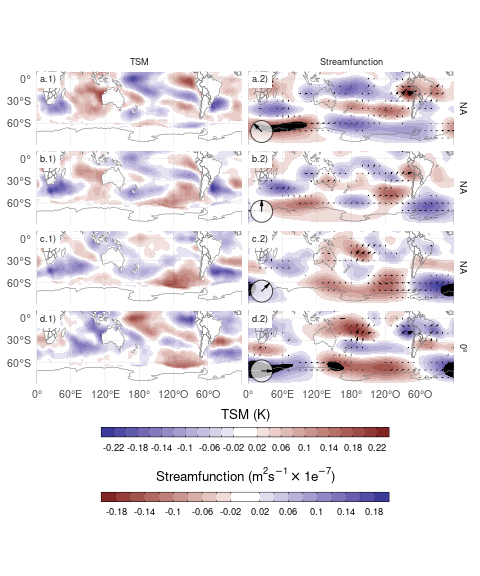 TSM Streamfunction
a.1) a.2)
0°
30°S
60°S
NA
b.1) b.2)
0°
30°S
60°S
NA
c.1) c.2)
0°
30°S
60°S
NA
d.1) d.2)
0°
30°S
60°S
0º
0° 60°E 120°E 180° 120°O 60°O 0° 60°E 120°E 180° 120°O 60°O
TSM (K)
-0.22 -0.18 -0.14 -0.1 -0.06 -0.02 0.02 0.06 0.1 0.14 0.18 0.22
Streamfunction (m²s⁻¹ × 1e⁻⁷)
-0.18 -0.14 -0.1 -0.06 -0.02 0.02 0.06 0.1 0.14 0.18